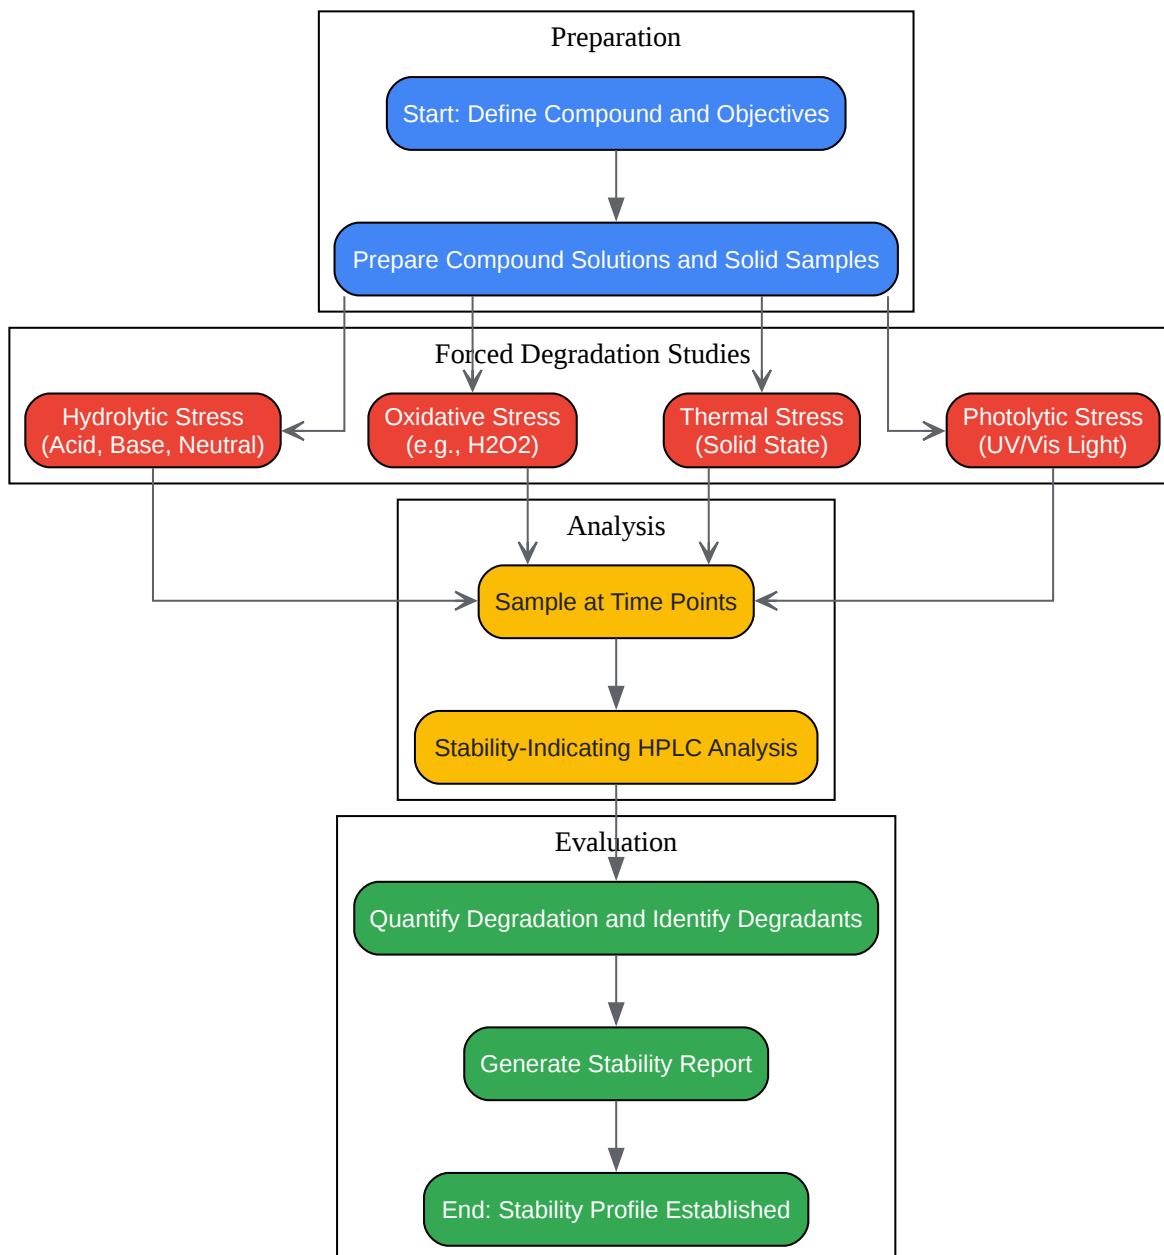 Preparation
Start: Define Compound and Objectives
Prepare Compound Solutions and Solid Samples
Forced Degradation Studies
Hydrolytic Stress
(Acid, Base, Neutral)
Oxidative Stress
(e.g., H2O2)
Thermal Stress
(Solid State)
Photolytic Stress
(UV/Vis Light)
Analysis
Sample at Time Points
Stability-Indicating HPLC Analysis
Evaluation
Quantify Degradation and Identify Degradants
Generate Stability Report
End: Stability Profile Established